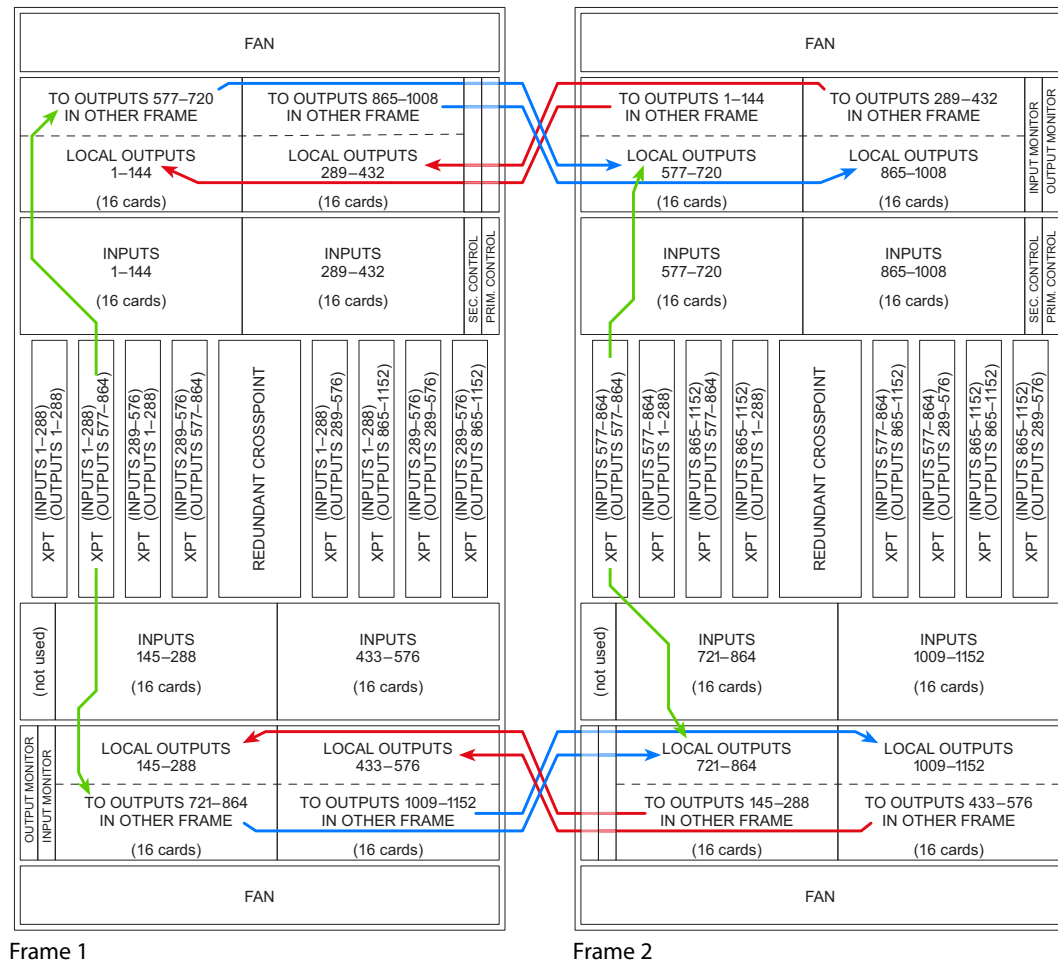 FAN
TO OUTPUTS 577–720
IN OTHER FRAME
TO OUTPUTS 865–1008
IN OTHER FRAME
LOCAL OUTPUTS
1–144
(16 cards)
LOCAL OUTPUTS
289–432
(16 cards)
INPUTS
1–144
(16 cards)
INPUTS
289–432
(16 cards)
SEC. CONTROL
PRIM. CONTROL
XPT (INPUTS 1–288)
(OUTPUTS 1–288)
XPT (INPUTS 1–288)
(OUTPUTS 577–864)
XPT (INPUTS 289–576)
(OUTPUTS 1–288)
XPT (INPUTS 289–576)
(OUTPUTS 577–864)
REDUNDANT CROSSPOINT
XPT (INPUTS 1–288)
(OUTPUTS 289–576)
XPT (INPUTS 1–288)
(OUTPUTS 865–1152)
XPT (INPUTS 289–576)
(OUTPUTS 289–576)
XPT (INPUTS 289–576)
(OUTPUTS 865–1152)
(not used)
INPUTS
145–288
(16 cards)
INPUTS
433–576
(16 cards)
OUTPUT MONITOR
INPUT MONITOR
LOCAL OUTPUTS
145–288
LOCAL OUTPUTS
433–576
TO OUTPUTS 721–864
IN OTHER FRAME
(16 cards)
TO OUTPUTS 1009–1152
IN OTHER FRAME
(16 cards)
FAN
Frame 1
FAN
TO OUTPUTS 1–144
IN OTHER FRAME
TO OUTPUTS 289–432
IN OTHER FRAME
LOCAL OUTPUTS
577–720
(16 cards)
LOCAL OUTPUTS
865–1008
(16 cards)
INPUT MONITOR
OUTPUT MONITOR
INPUTS
577–720
(16 cards)
INPUTS
865–1008
(16 cards)
SEC. CONTROL
PRIM. CONTROL
XPT (INPUTS 577–864)
(OUTPUTS 577–864)
XPT (INPUTS 577–864)
(OUTPUTS 1–288)
XPT (INPUTS 865–1152)
(OUTPUTS 577–864)
XPT (INPUTS 865–1152)
(OUTPUTS 1–288)
REDUNDANT CROSSPOINT
XPT (INPUTS 577–864)
(OUTPUTS 865–1152)
XPT (INPUTS 577–864)
(OUTPUTS 289–576)
XPT (INPUTS 865–1152)
(OUTPUTS 865–1152)
XPT (INPUTS 865–1152)
(OUTPUTS 289–576)
(not used)
INPUTS
721–864
(16 cards)
INPUTS
1009–1152
(16 cards)
LOCAL OUTPUTS
721–864
LOCAL OUTPUTS
1009–1152
TO OUTPUTS 145–288
IN OTHER FRAME
(16 cards)
TO OUTPUTS 433–576
IN OTHER FRAME
(16 cards)
FAN
Frame 2